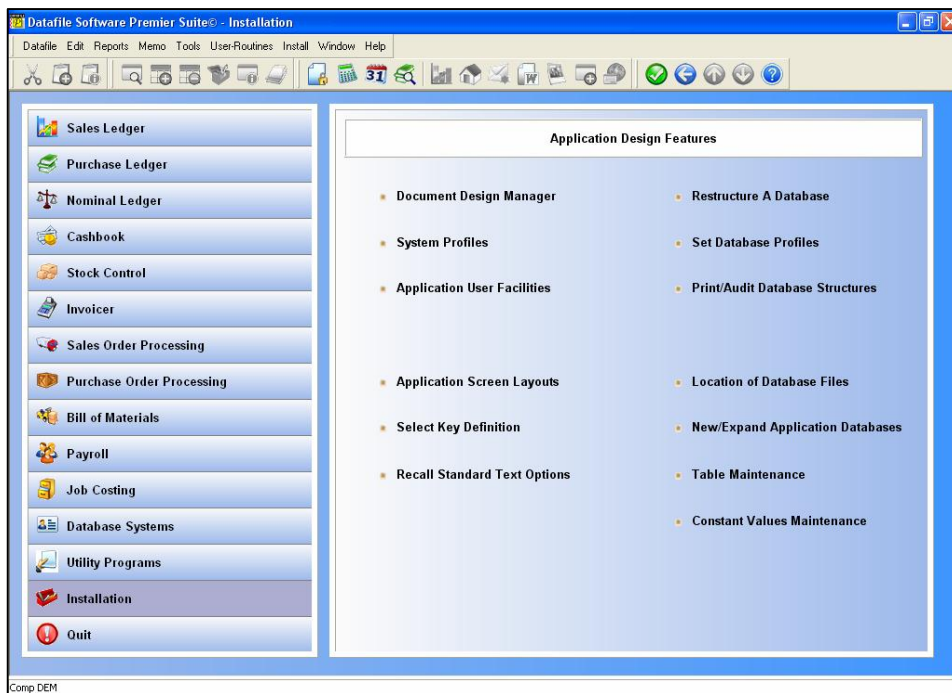 Datafile Software Premier Suite© - Installation
Datafile Edit Reports Memo Tools User-Routines Install Window Help
31
W
?
Sales Ledger
Purchase Ledger
Nominal Ledger
Cashbook
Stock Control
Invoicer
Sales Order Processing
Purchase Order Processing
Bill of Materials
Payroll
Job Costing
Database Systems
Utility Programs
Installation
Quit
Application Design Features
Document Design Manager
System Profiles
Application User Facilities
Application Screen Layouts
Select Key Definition
Recall Standard Text Options
Restructure A Database
Set Database Profiles
Print/Audit Database Structures
Location of Database Files
New/Expand Application Databases
Table Maintenance
Constant Values Maintenance
Comp DEM